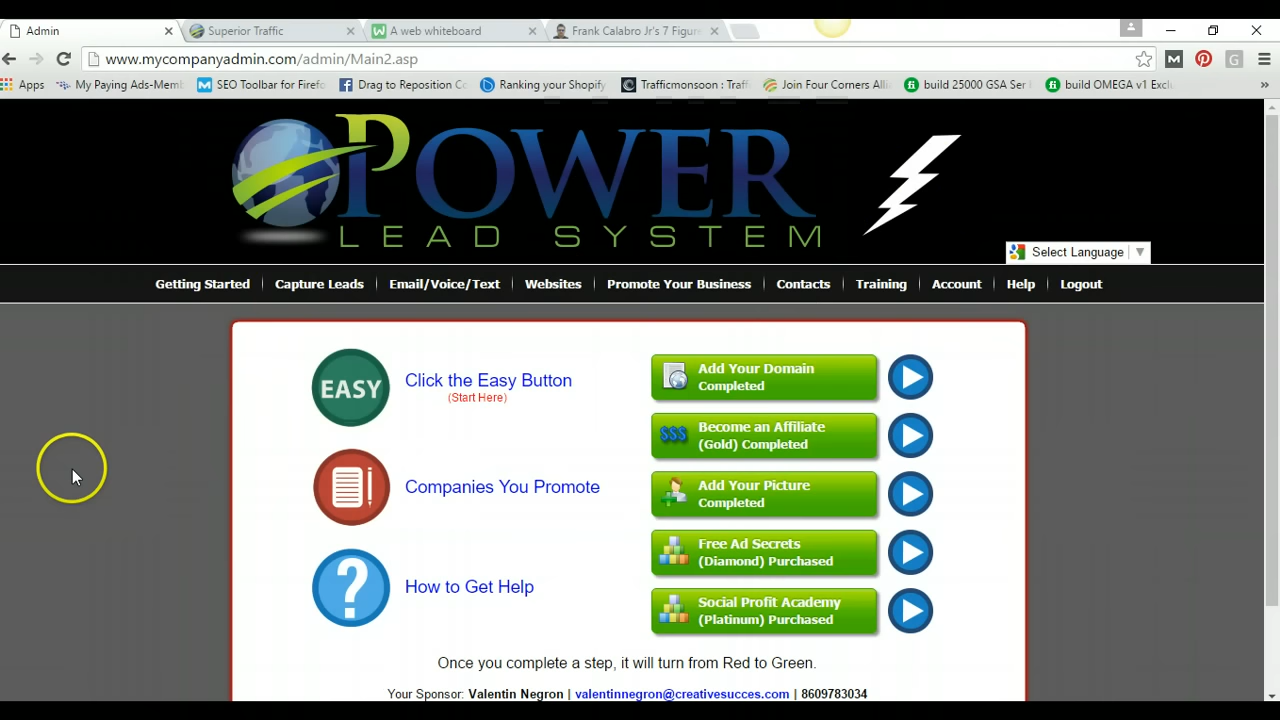 Admin
Superior Traffic
A web whiteboard
Frank Calabro Jr's 7 Figur
www.mycompanyadmin.com/admin/Main2.asp
Apps
My Paying Ads-Memb
SEO Toolbar for Firefo
Drag to Reposition Co
Ranking your Shopify
Trafficmonsoon : Traff
Join Four Corners Alli
build 25000 GSA Ser
build OMEGA v1 Exclu
POWER
LEAD SYSTEM
Select Language
Getting Started
Capture Leads
Email/Voice/Text
Websites
Promote Your Business
Contacts
Training
Account
Help
Logout
EASY
Click the Easy Button
(Start Here)
Companies You Promote
?
How to Get Help
Add Your Domain
Completed
$$$
Become an Affiliate
(Gold) Completed
Add Your Picture
Completed
Free Ad Secrets
(Diamond) Purchased
Social Profit Academy
(Platinum) Purchased
Once you complete a step, it will turn from Red to Green.
Your Sponsor: Valentin Negron | valentinnegron@creativesucces.com | 8609783034